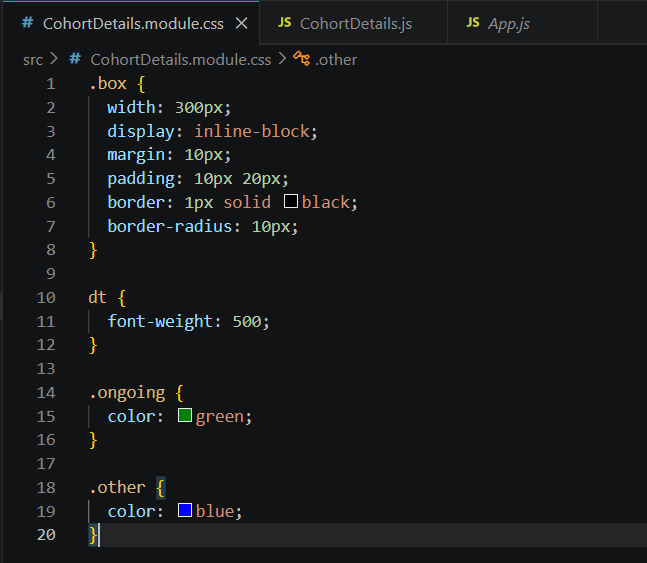 # CohortDetails.module.css × JS CohortDetails.js JS App.js
src > # CohortDetails.module.css > .other
1 .box {
2   width: 300px;
3   display: inline-block;
4   margin: 10px;
5   padding: 10px 20px;
6   border: 1px solid black;
7   border-radius: 10px;
8 }
9
10 dt {
11   font-weight: 500;
12 }
13
14 .ongoing {
15   color: green;
16 }
17
18 .other {
19   color: blue;
20 }